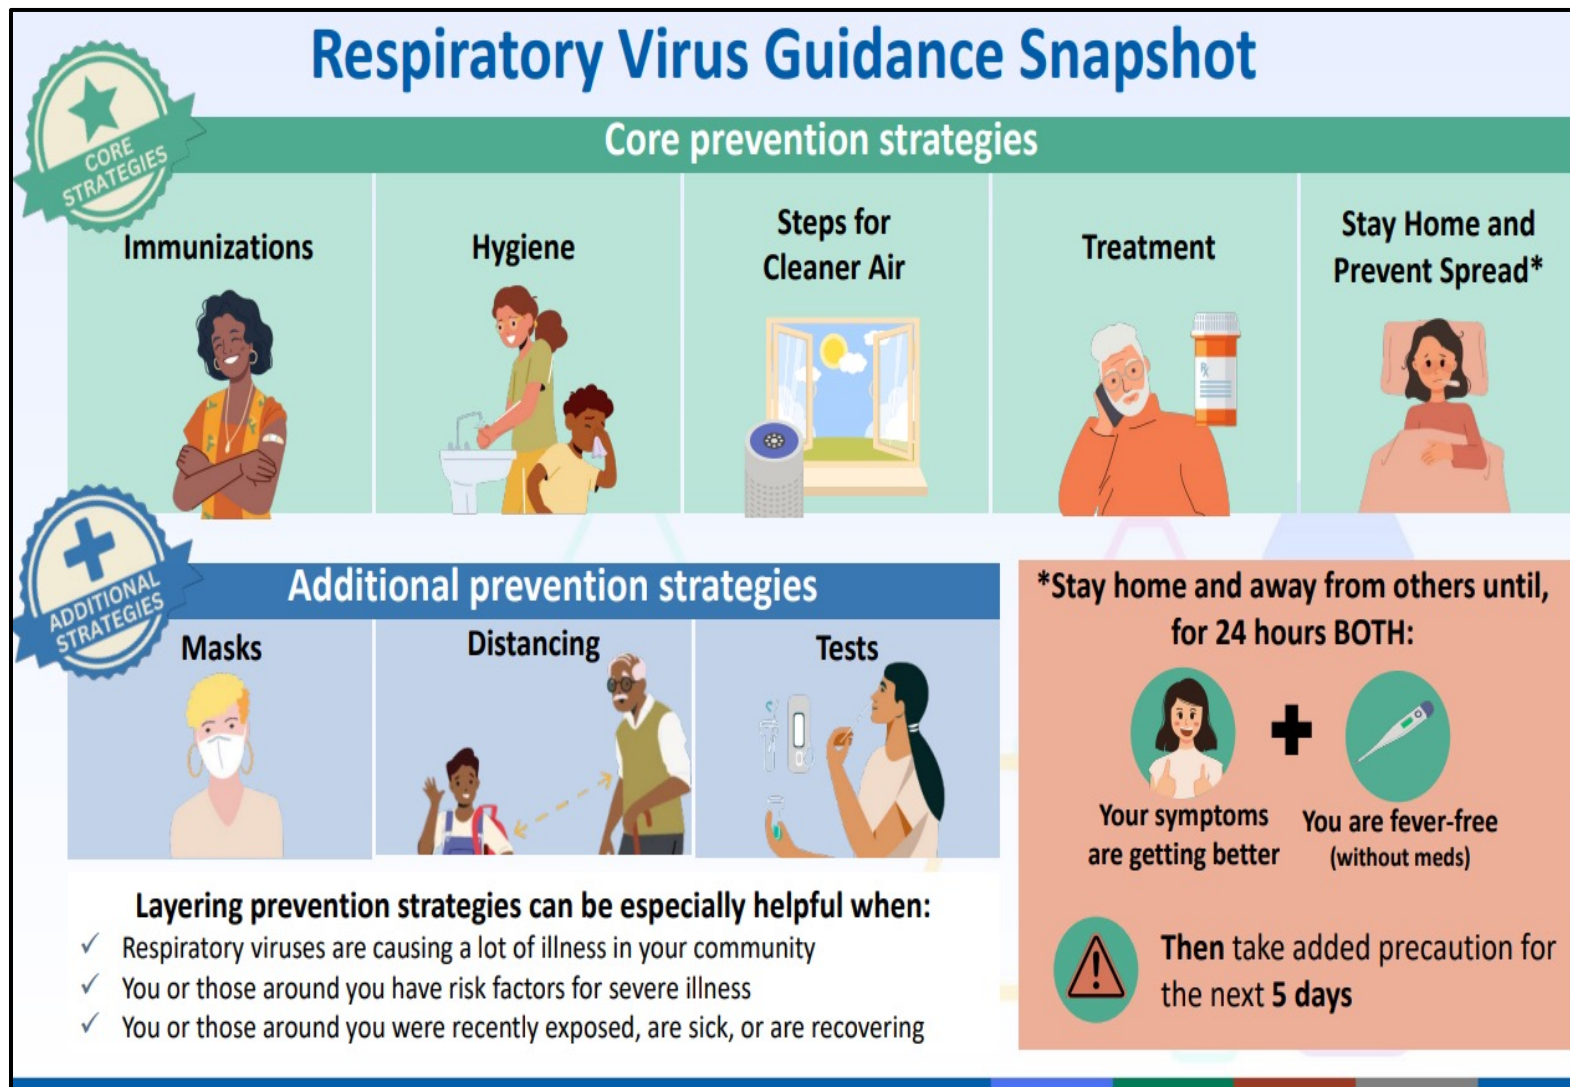 Respiratory Virus Guidance Snapshot
CORE
STRATEGIES
Core prevention strategies
Immunizations
Hygiene
Steps for
Cleaner Air
Treatment
Stay Home and
Prevent Spread*
ADDITIONAL
STRATEGIES
Additional prevention strategies
Masks
Distancing
Tests
Layering prevention strategies can be especially helpful when:
✓ Respiratory viruses are causing a lot of illness in your community
✓ You or those around you have risk factors for severe illness
✓ You or those around you were recently exposed, are sick, or are recovering
*Stay home and away from others until,
for 24 hours BOTH:
Your symptoms
are getting better
You are fever-free
(without meds)
Then take added precaution for
the next 5 days